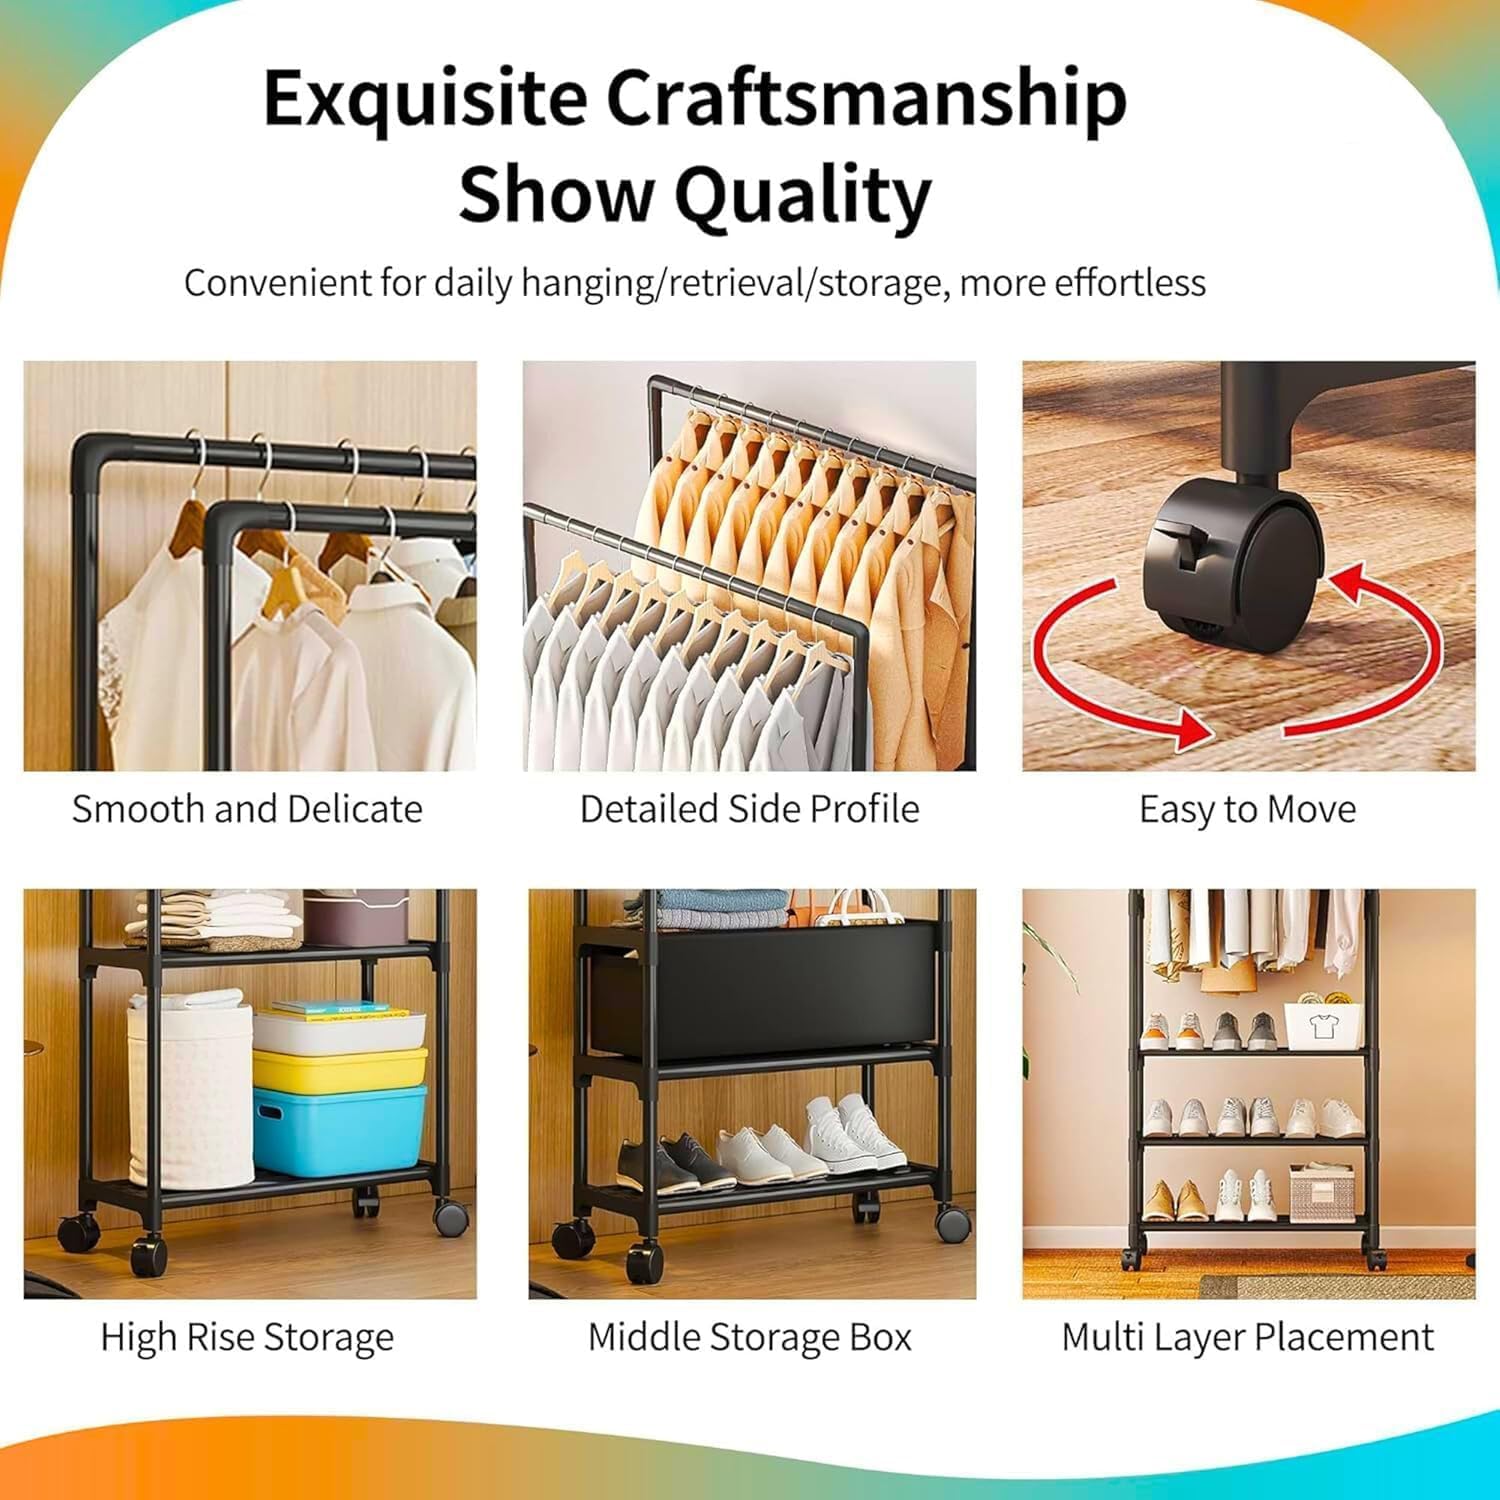 Exquisite Craftsmanship
Show Quality
Convenient for daily hanging/retrieval/storage, more effortless
Smooth and Delicate
Detailed Side Profile
Easy to Move
High Rise Storage
Middle Storage Box
Multi Layer Placement